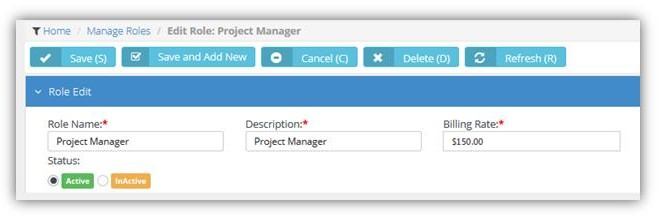 Home / Manage Roles / Edit Role: Project Manager
Save (S) Save and Add New Cancel (C) Delete (D) Refresh (R)
Role Edit
Role Name:* Description:* Billing Rate:*
Project Manager Project Manager $150.00
Status:
Active InActive